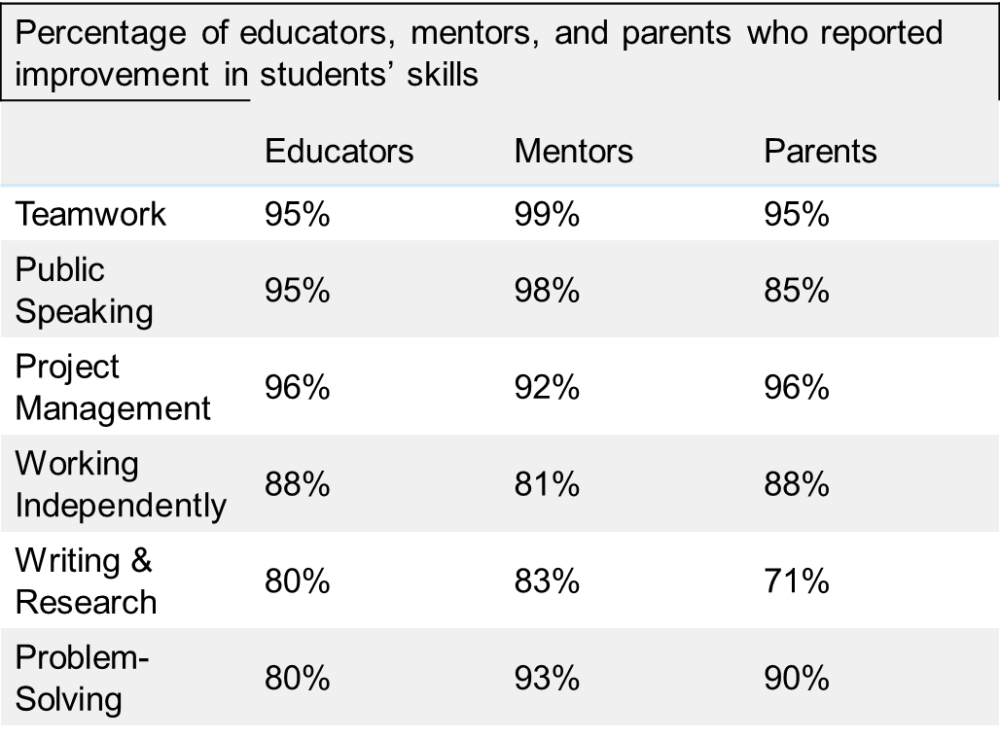 Percentage of educators, mentors, and parents who reported
improvement in students’ skills
Educators Mentors Parents
Teamwork 95% 99% 95%
Public
Speaking 95% 98% 85%
Project
Management 96% 92% 96%
Working
Independently 88% 81% 88%
Writing &
Research 80% 83% 71%
Problem-
Solving 80% 93% 90%